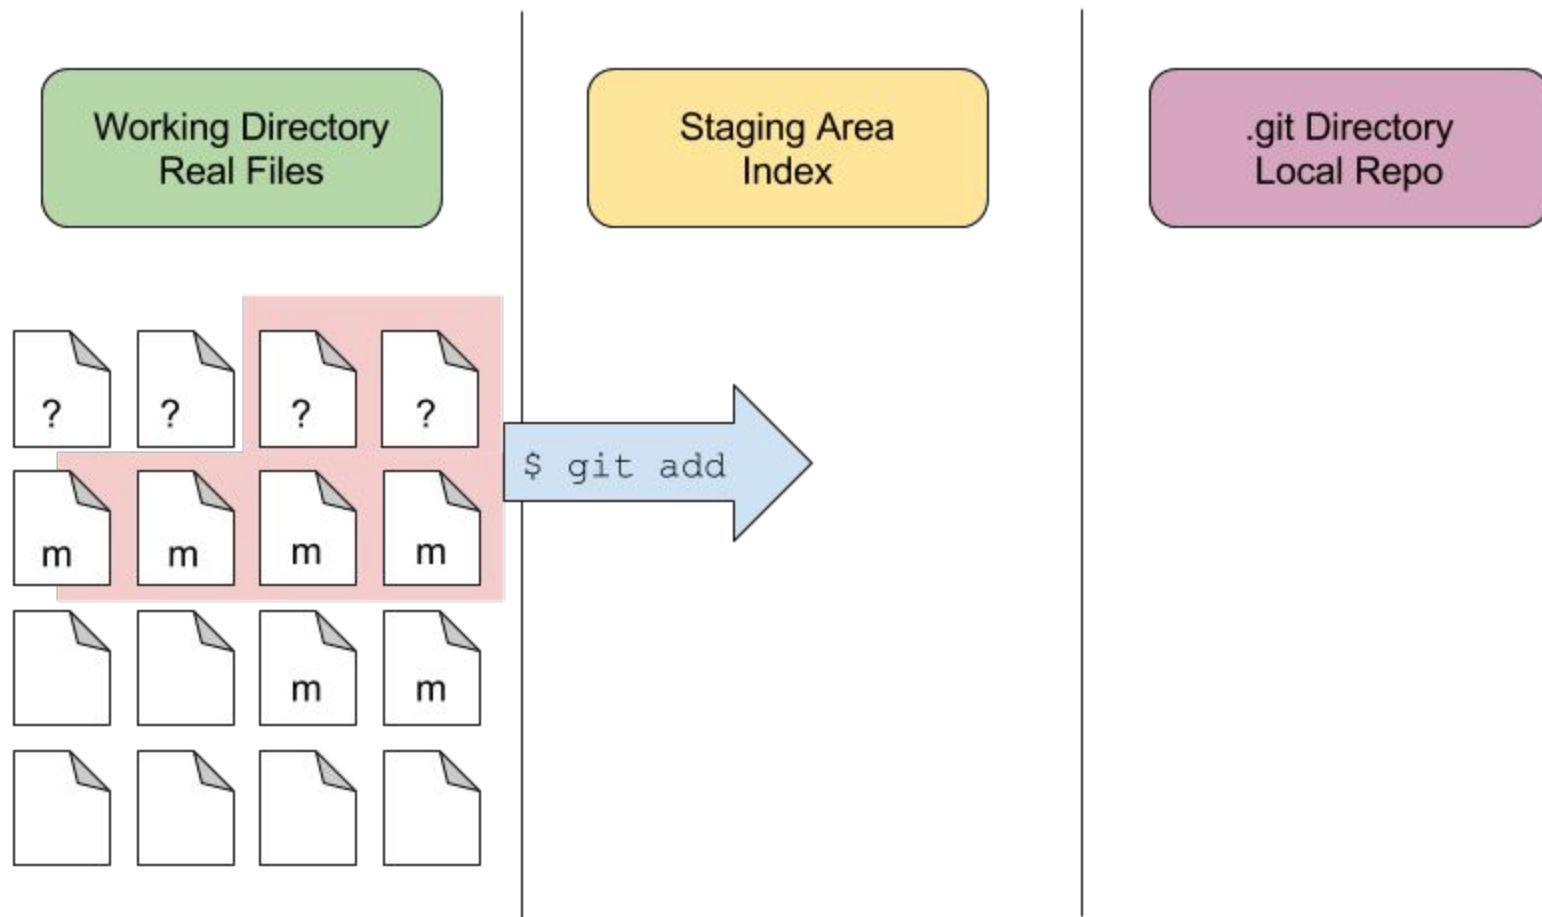 Working Directory
Real Files
Staging Area
Index
.git Directory
Local Repo
? ? ? ?
$ git add
m m m m
m m